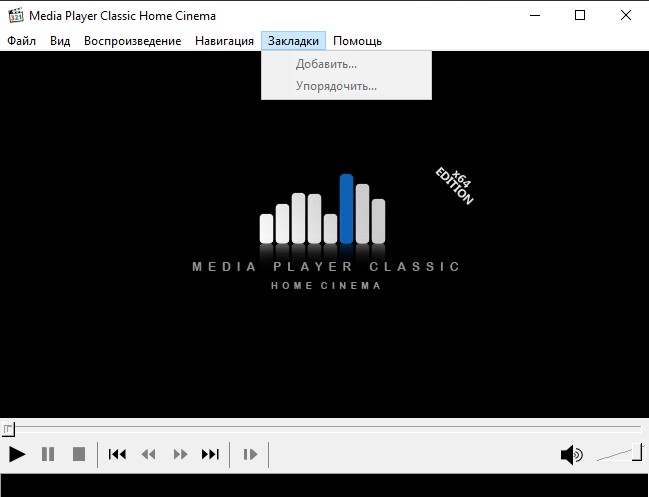 Media Player Classic Home Cinema
Файл Вид Воспроизведение Навигация Закладки Помощь
Добавить...
Упорядочить...
x64
EDITION
MEDIA PLAYER CLASSIC
HOME CINEMA